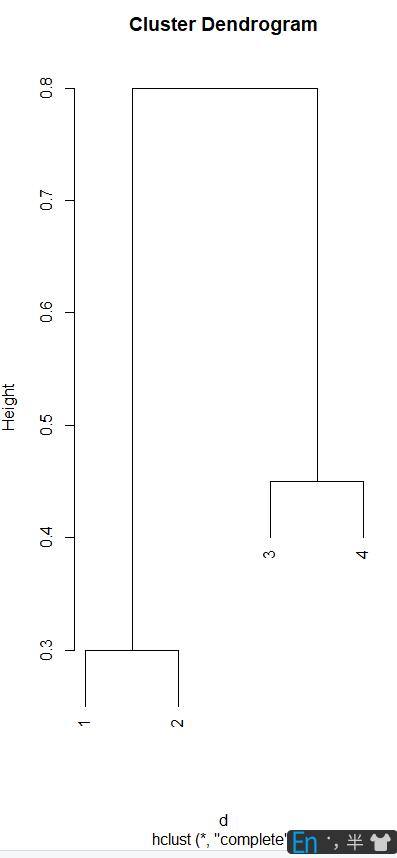 Cluster Dendrogram
0.8
0.7
0.6
0.5
0.4
0.3
Height
3
4
1
2
d
hclust (*, "complete"
En ·, 半